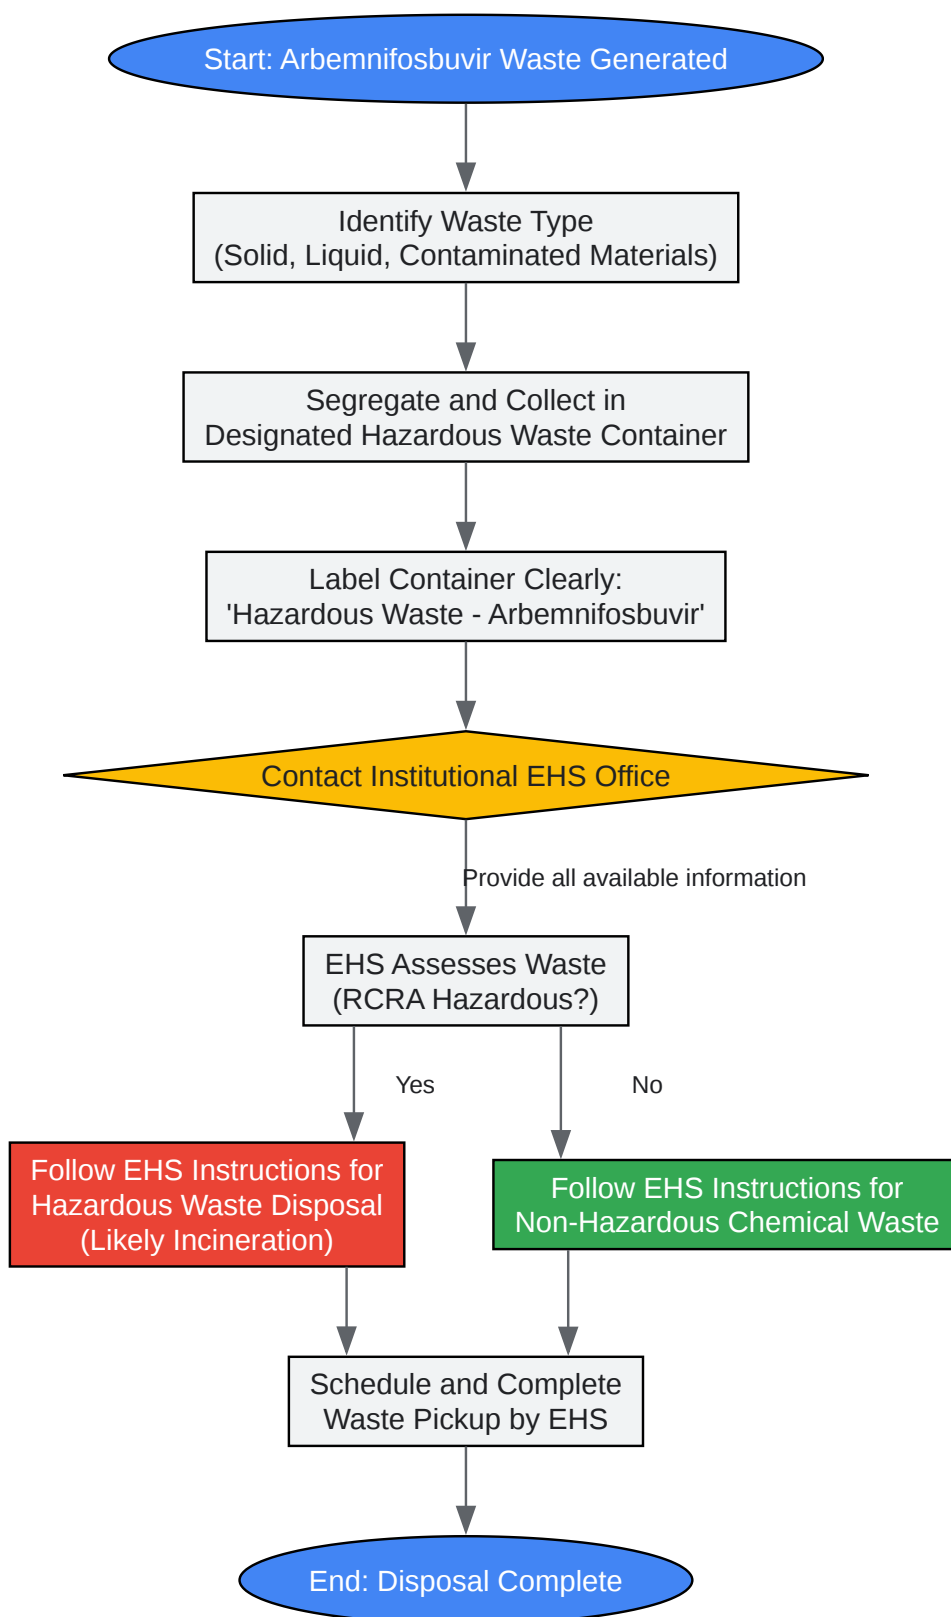 Start: Arbemnifosbuvir Waste Generated
Identify Waste Type
(Solid, Liquid, Contaminated Materials)
Segregate and Collect in
Designated Hazardous Waste Container
Label Container Clearly:
'Hazardous Waste - Arbemnifosbuvir'
Contact Institutional EHS Office
Provide all available information
EHS Assesses Waste
(RCRA Hazardous?)
Yes
No
Follow EHS Instructions for
Hazardous Waste Disposal
(Likely Incineration)
Follow EHS Instructions for
Non-Hazardous Chemical Waste
Schedule and Complete
Waste Pickup by EHS
End: Disposal Complete